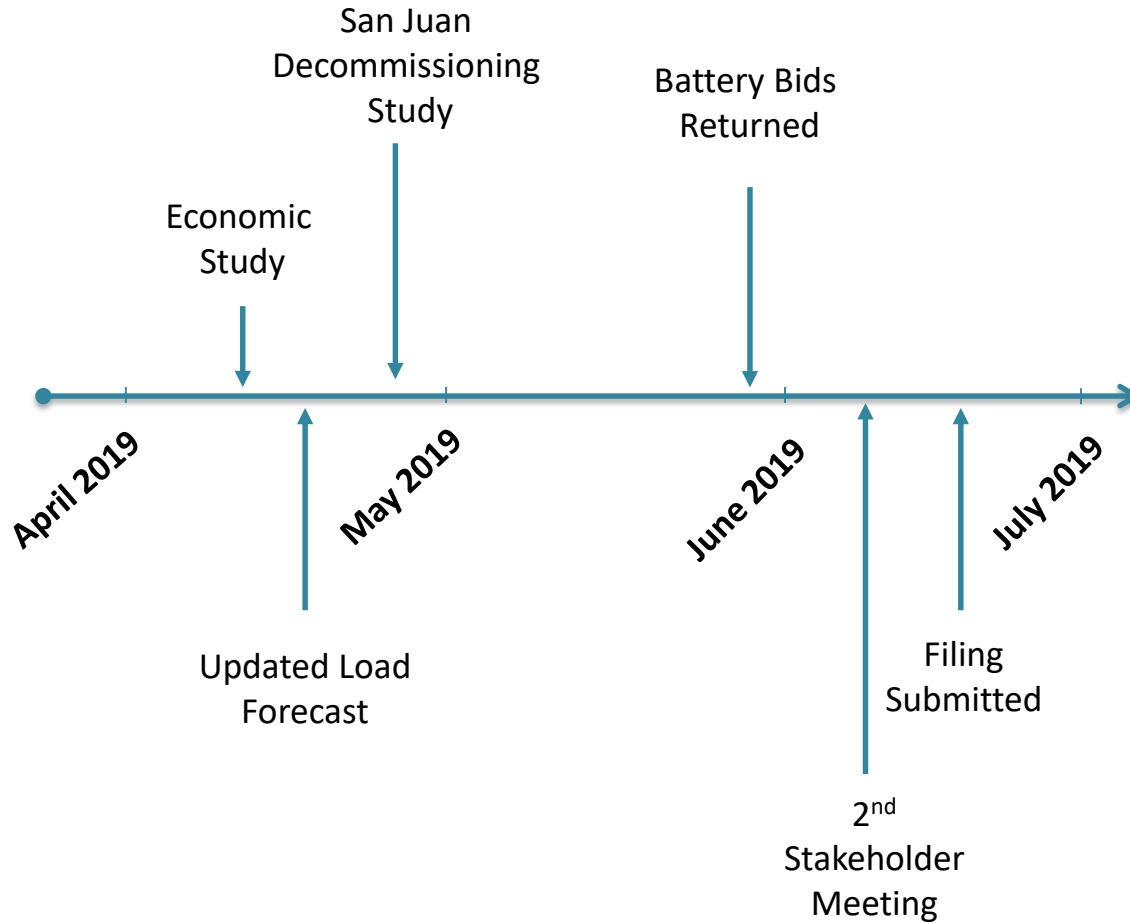 San Juan
Decommissioning
Study
Battery Bids
Returned
Economic
Study
April 2019
May 2019
June 2019
July 2019
Updated Load
Forecast
Filing
Submitted
2nd
Stakeholder
Meeting